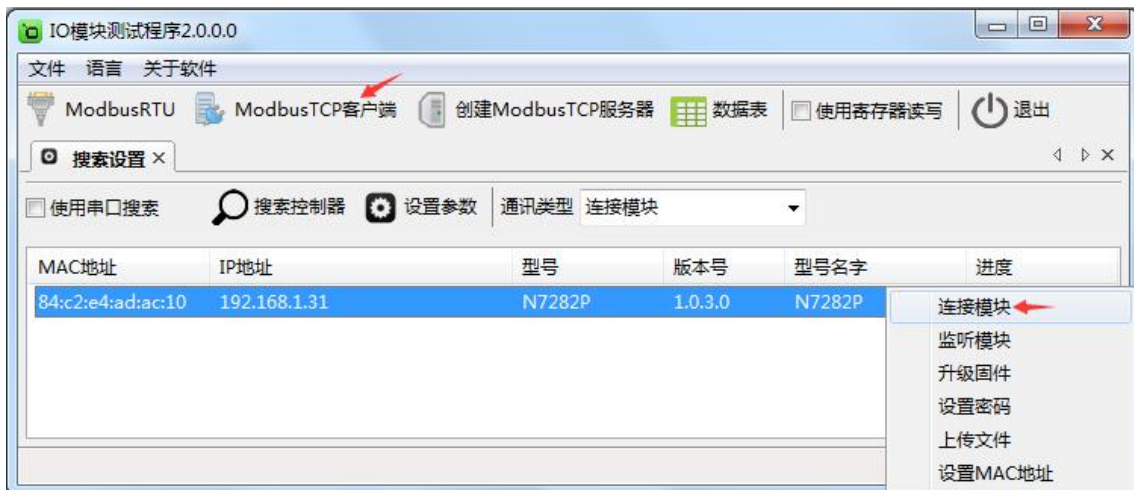 IO模块测试程序2.0.0.0
文件 语言 关于软件
ModbusRTU ModbusTCP客户端 创建ModbusTCP服务器 数据表 使用寄存器读写 退出
搜索设置
使用串口搜索 搜索控制器 设置参数 通讯类型 连接模块
MAC地址 IP地址 型号 版本号 型号名字 进度
84:c2:e4:ad:ac:10 192.168.1.31 N7282P 1.0.3.0 N7282P
连接模块
监听模块
升级固件
设置密码
上传文件
设置MAC地址